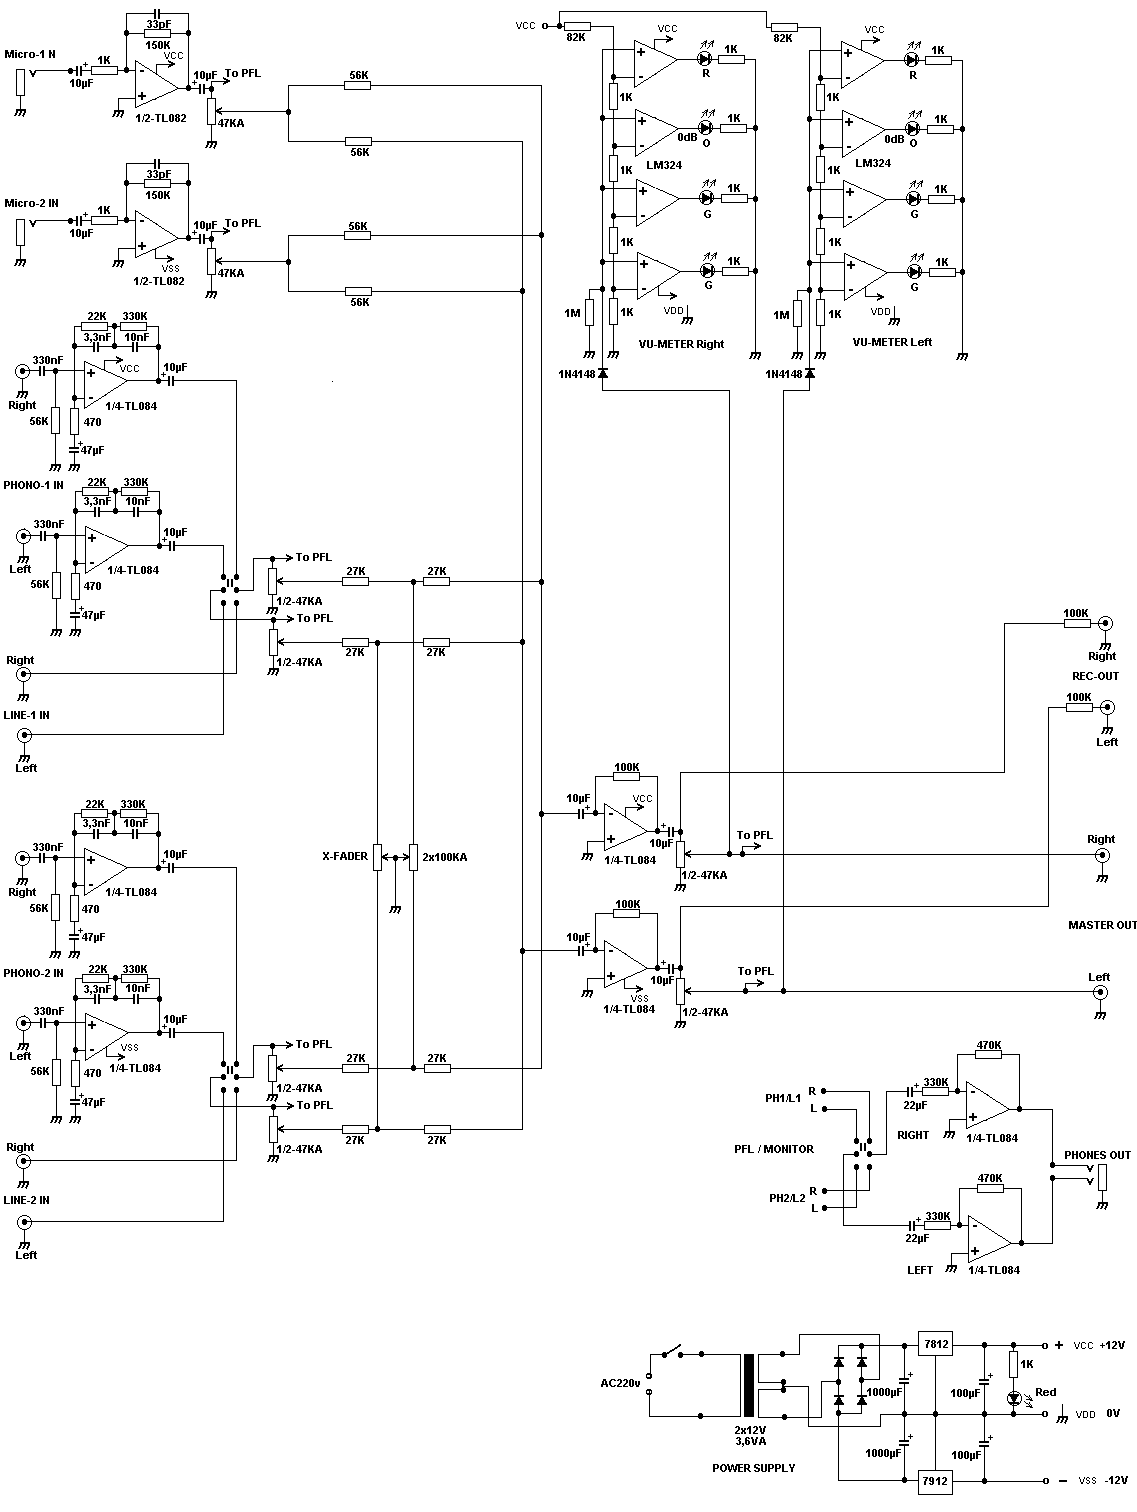 33pF
150K
Micro-1 N
VCC
1K
10µF
10µF
To PFL
47KA
1/2-TL082
56K
56K
33pF
150K
Micro-2 IN
1K
10µF
10µF
To PFL
VSS
47KA
1/2-TL082
56K
56K
VCC
82K
VCC
1K
R
1K
0dB
O
1K
LM324
1K
1K
G
1K
1K
G
1K
1M
1K
VDD
VU-METER Right
1N4148
82K
VCC
1K
R
1K
0dB
O
1K
LM324
1K
1K
G
1K
1K
G
1M
1K
VDD
VU-METER Left
1N4148
22K
330K
3,3nF
10nF
330nF
10µF
VCC
Right
1/4-TL084
56K
470
47µF
PHONO-1 IN
22K
330K
3,3nF
10nF
330nF
10µF
Left
1/4-TL084
56K
470
47µF
To PFL
27K
27K
1/2-47KA
To PFL
27K
27K
1/2-47KA
Right
LINE-1 IN
Left
100K
Right
REC-OUT
100K
Left
22K
330K
3,3nF
10nF
330nF
10µF
Right
1/4-TL084
56K
470
47µF
PHONO-2 IN
22K
330K
3,3nF
10nF
330nF
10µF
Left
VSS
1/4-TL084
56K
470
47µF
X-FADER
2x100KA
100K
10µF
VCC
10µF
1/4-TL084
1/2-47KA
To PFL
Right
100K
10µF
VSS
10µF
1/4-TL084
1/2-47KA
To PFL
MASTER OUT
Left
To PFL
27K
27K
1/2-47KA
To PFL
27K
27K
1/2-47KA
Right
LINE-2 IN
Left
470K
PH1/L1
R
L
330K
22µF
RIGHT
1/4-TL084
PFL / MONITOR
PHONES OUT
PH2/L2
R
L
470K
330K
22µF
LEFT
1/4-TL084
AC220v
2x12V
3,6VA
POWER SUPPLY
7812
1000µF
100µF
1K
Red
+ VCC +12V
VDD 0V
1000µF
100µF
7912
- VSS -12V